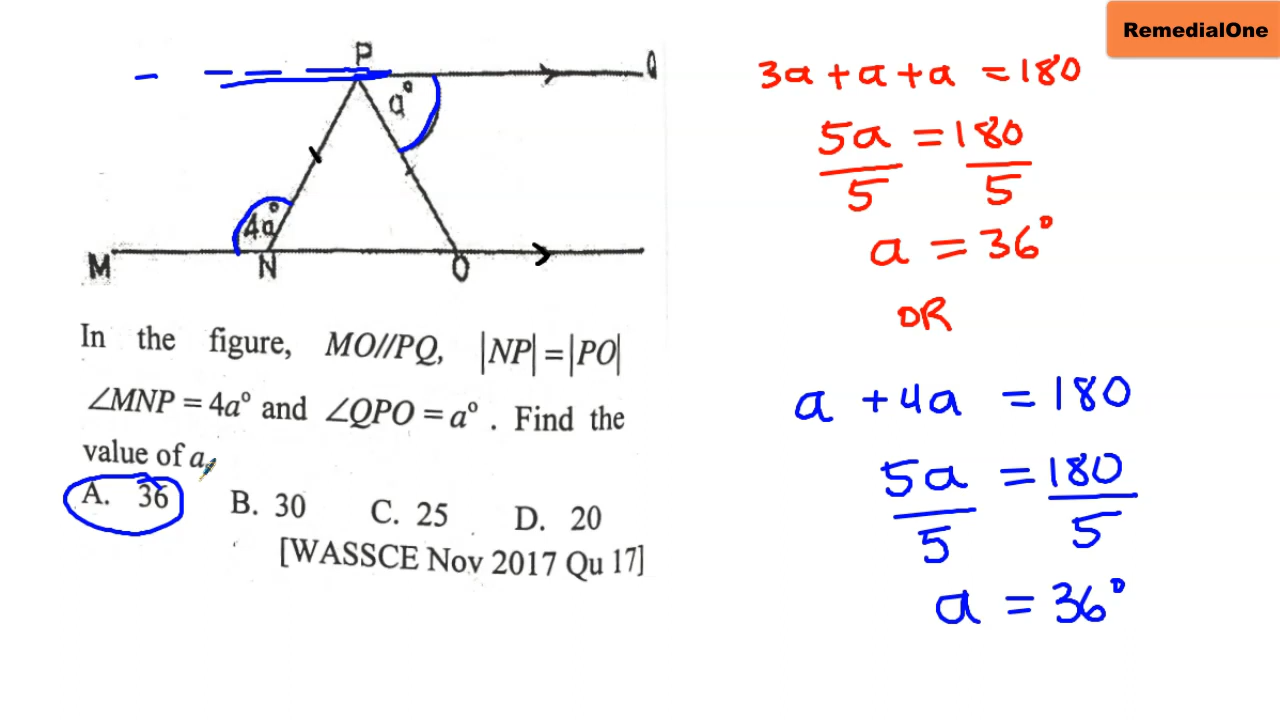 RemedialOne
P
Q
a°
4a°
M
N
O
In the figure, MO//PQ, |NP| = |PO|
∠MNP = 4a° and ∠QPO = a° . Find the
value of a.
A. 36 B. 30 C. 25 D. 20
[WASSCE Nov 2017 Qu 17]
3a + a + a = 180
5a = 180
5 5
a = 36°
OR
a + 4a = 180
5a = 180
5 5
a = 36°